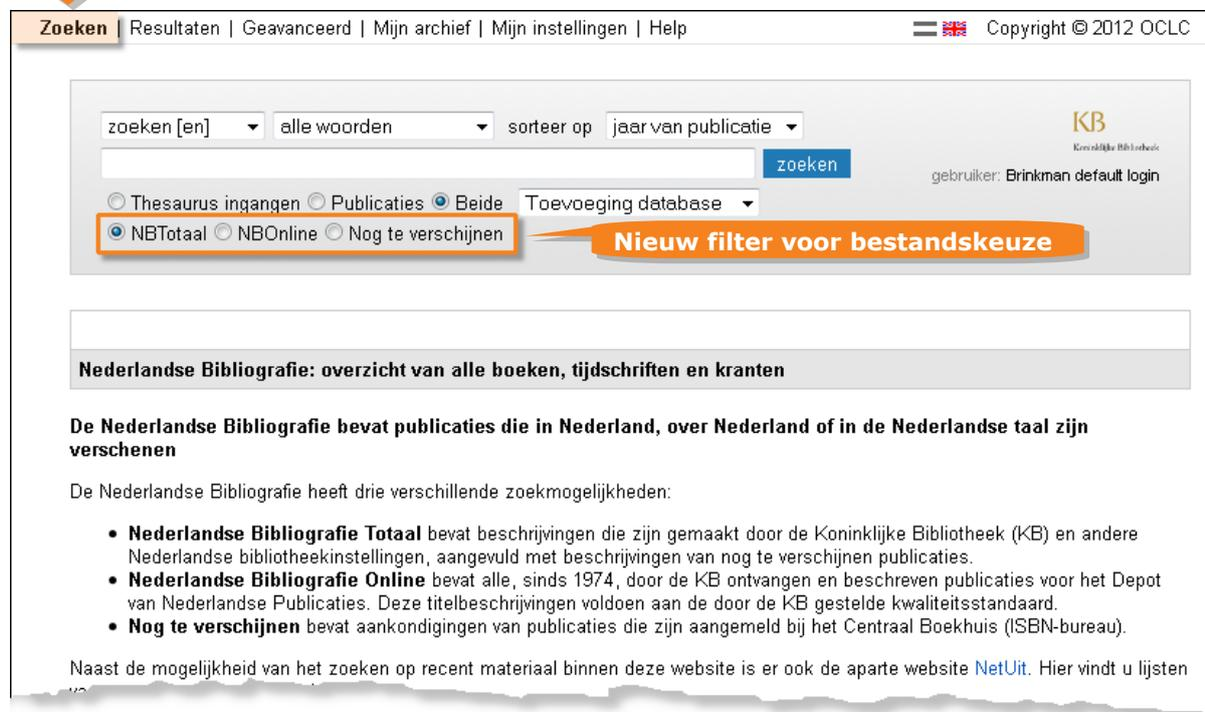 Zoeken | Resultaten | Geavanceerd | Mijn archief | Mijn instellingen | Help Copyright © 2012 OCLC
zoeken [en] alle woorden sorteer op jaar van publicatie
KB
Koninklijke Bibliotheek
zoeken
gebruiker: Brinkman default login
Thesaurus ingangen Publicaties Beide Toevoeging database
NBTotaal NBOnline Nog te verschijnen
Nieuw filter voor bestandskeuze
Nederlandse Bibliografie: overzicht van alle boeken, tijdschriften en kranten
De Nederlandse Bibliografie bevat publicaties die in Nederland, over Nederland of in de Nederlandse taal zijn
verschenen
De Nederlandse Bibliografie heeft drie verschillende zoekmogelijkheden:
• Nederlandse Bibliografie Totaal bevat beschrijvingen die zijn gemaakt door de Koninklijke Bibliotheek (KB) en andere
Nederlandse bibliotheekinstellingen, aangevuld met beschrijvingen van nog te verschijnen publicaties.
• Nederlandse Bibliografie Online bevat alle, sinds 1974, door de KB ontvangen en beschreven publicaties voor het Depot
van Nederlandse Publicaties. Deze titelbeschrijvingen voldoen aan de door de KB gestelde kwaliteitsstandaard.
• Nog te verschijnen bevat aankondigingen van publicaties die zijn aangemeld bij het Centraal Boekhuis (ISBN-bureau).
Naast de mogelijkheid van het zoeken op recent materiaal binnen deze website is er ook de aparte website NetUit. Hier vindt u lijsten